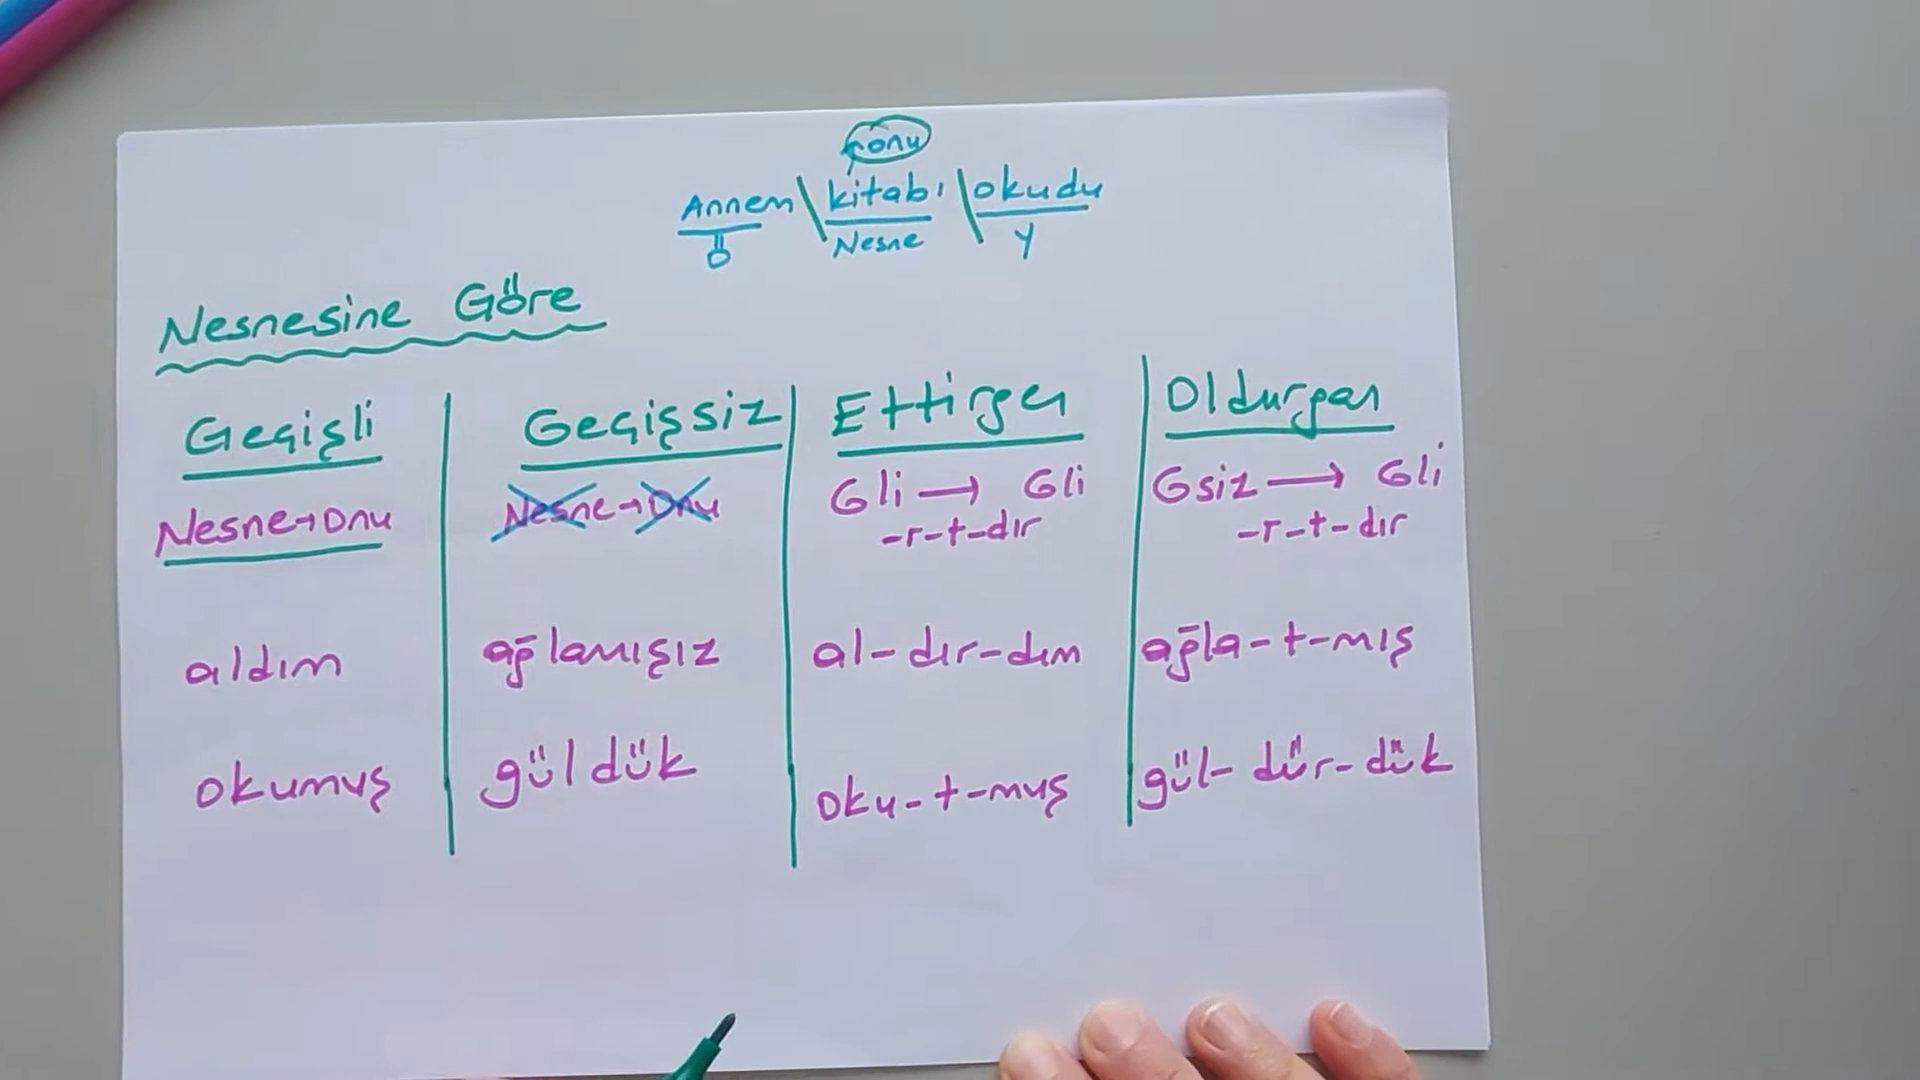 onu
Annem \ kitabı \ okudu
Ö Nesne Y
Nesnesine Göre
Geçişli Geçişsiz Ettirgen Oldurgan
Nesne→Onu Nesne→Onu Gli → Gli Gsiz → Gli
-r-t-dır -r-t-dır
aldım ağlamışız al-dır-dım ağla-t-mış
okumuş güldük oku-t-muş gül-dür-dük